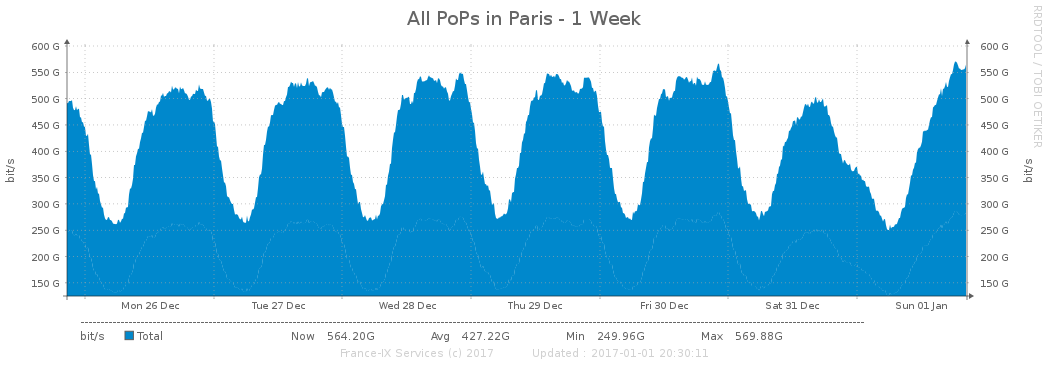 All PoPs in Paris - 1 Week
RRDTOOL / TOBI OETIKER
600 G 600 G
550 G 550 G
500 G 500 G
450 G 450 G
400 G 400 G
350 G 350 G
300 G 300 G
250 G 250 G
200 G 200 G
150 G 150 G
bit/s bit/s
Mon 26 Dec Tue 27 Dec Wed 28 Dec Thu 29 Dec Fri 30 Dec Sat 31 Dec Sun 01 Jan
bit/s Total Now 564.20G Avg 427.22G Min 249.96G Max 569.88G
France-IX Services (c) 2017 Updated : 2017-01-01 20:30:11